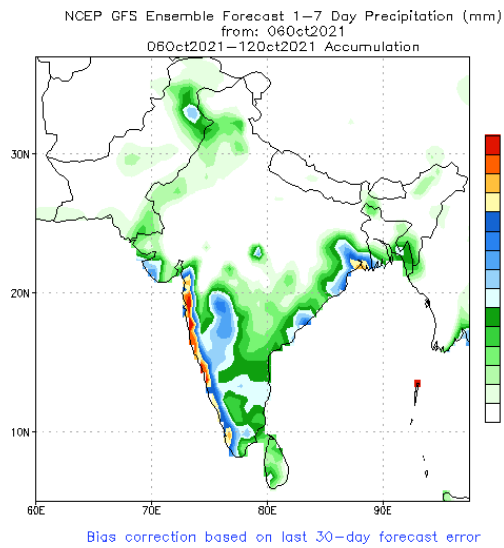 NCEP GFS Ensemble Forecast 1-7 Day Precipitation (mm)
from: 06Oct2021
06Oct2021-12Oct2021 Accumulation
30N
20N
10N
60E 70E 80E 90E
Bias correction based on last 30-day forecast error